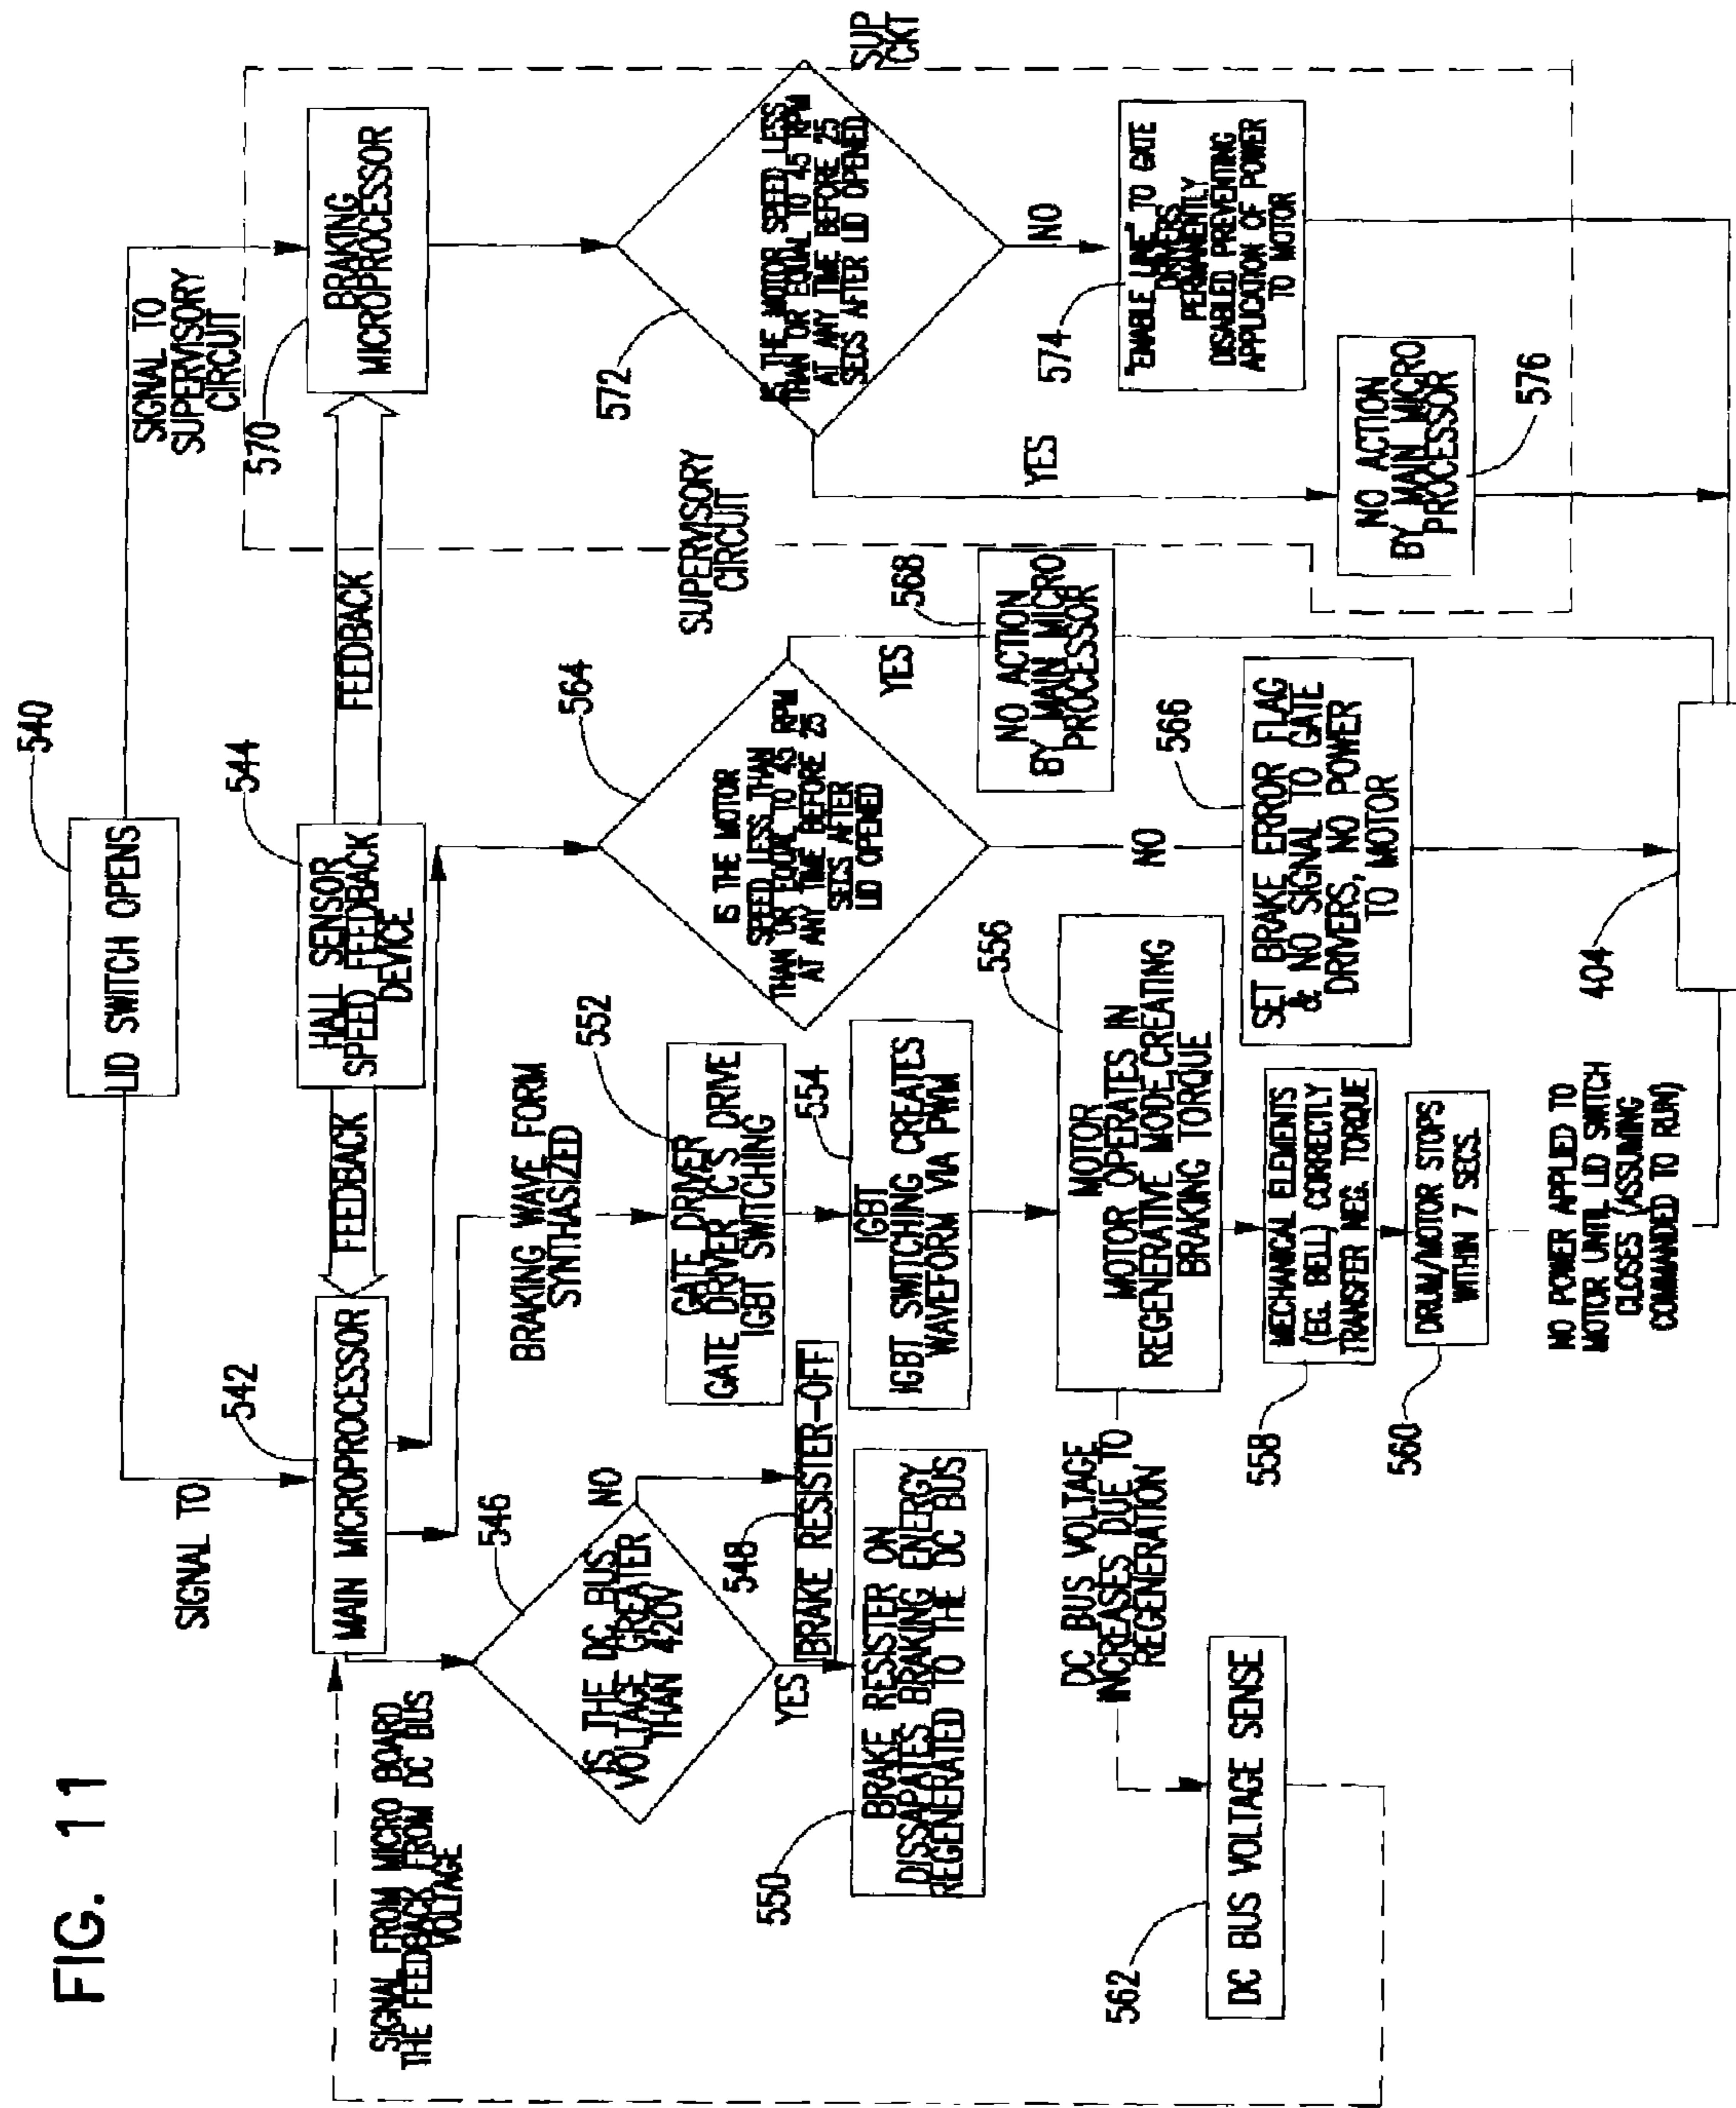 FIG. 11
540
LID SWITCH OPENS
SIGNAL TO
SIGNAL TO
SUPERVISORY
CIRCUIT
542
MAIN MICROPROCESSOR
FEEDBACK
544
HALL SENSOR
SPEED FEEDBACK
DEVICE
FEEDBACK
570
BRAKING
MICROPROCESSOR
SIGNAL FROM MICRO BOARD
THE FEEDBACK FROM DC BUS
VOLTAGE
546
IS THE DC BUS
VOLTAGE GREATER
THAN 420V
NO
YES
548
BRAKE RESISTER-OFF
550
BRAKE RESISTER ON
DISSAPATES BRAKING ENERGY
REGENERATED TO THE DC BUS
BRAKING WAVE FORM
SYNTHASIZED
552
GATE DRIVER
GATE DRIVER IC'S DRIVE
IGBT SWITCHING
554
IGBT
IGBT SWITCHING CREATES
WAVEFORM VIA PWM
556
MOTOR
MOTOR OPERATES IN
REGENERATIVE MODE CREATING
BRAKING TORQUE
DC BUS VOLTAGE
INCREASES DUE TO
REGENERATION
562
DC BUS VOLTAGE SENSE
558
MECHANICAL ELEMENTS
(EG. BELL) CORRECTLY
TRANSFER NEG. TORQUE
560
DRUM/MOTOR STOPS
WITHIN 7 SECS.
NO POWER APPLIED TO
MOTOR UNTIL LID SWITCH
CLOSES (ASSUMING
COMMANDED TO RUN)
404
564
IS THE MOTOR
SPEED LESS THAN
THAN OR EQUAL TO 45 RPM
AT ANY TIME BEFORE 25
SECS AFTER
LID OPENED
YES
568
NO ACTION
BY MAIN MICRO
PROCESSOR
NO
566
SET BRAKE ERROR FLAG
& NO SIGNAL TO GATE
DRIVERS, NO POWER
TO MOTOR
SUPERVISORY
CIRCUIT
572
IS THE MOTOR SPEED LESS
THAN OR EQUAL TO 45 RPM
AT ANY TIME BEFORE 25
SECS AFTER LID OPENED
SUP
CKT
NO
YES
574
"ENABLE LINE" TO GATE
DRIVERS
PERMANENTLY
DISABLED PREVENTING
APPLICATION OF POWER
TO MOTOR
NO ACTION
BY MAIN MICRO
PROCESSOR
576